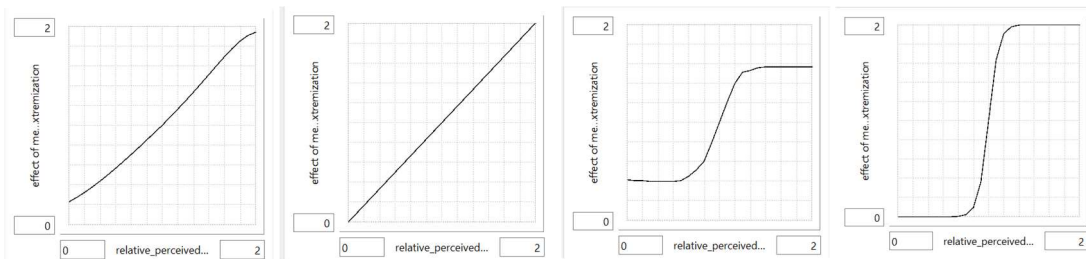 2
effect of me...xtremization
0
0
relative_perceived...
2
2
effect of me...xtremization
0
0
relative_perceived...
2
2
effect of me...xtremization
0
0
relative_perceived...
2
2
effect of me...xtremization
0
0
relative_perceived...
2